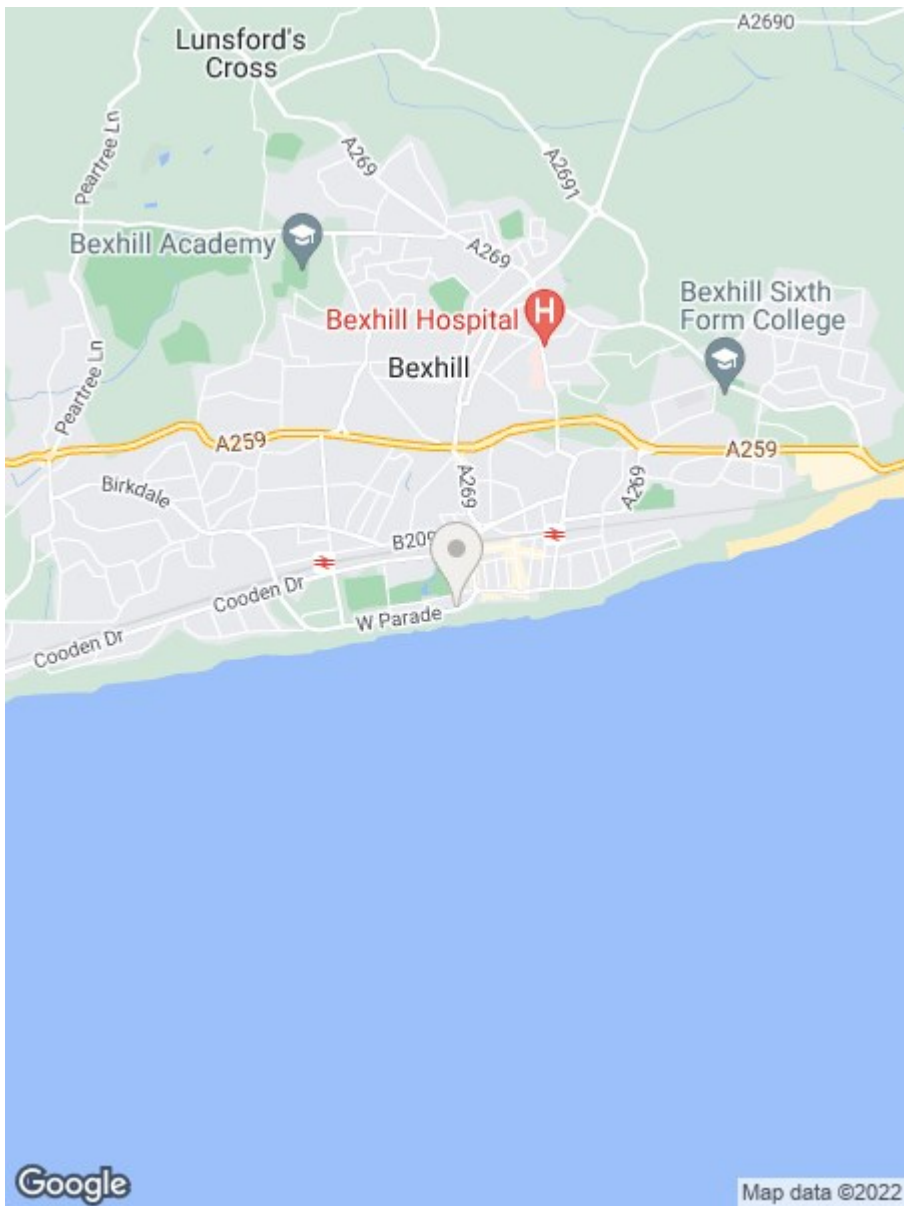 A2690
Lunsford's
Cross
Peartree Ln
A269
A2691
Bexhill Academy
A269
Bexhill Sixth
Form College
Bexhill Hospital
H
Bexhill
Peartree Ln
A259
A259
Birkdale
A269
A269
B209
Cooden Dr
W Parade
Cooden Dr
Google
Map data ©2022